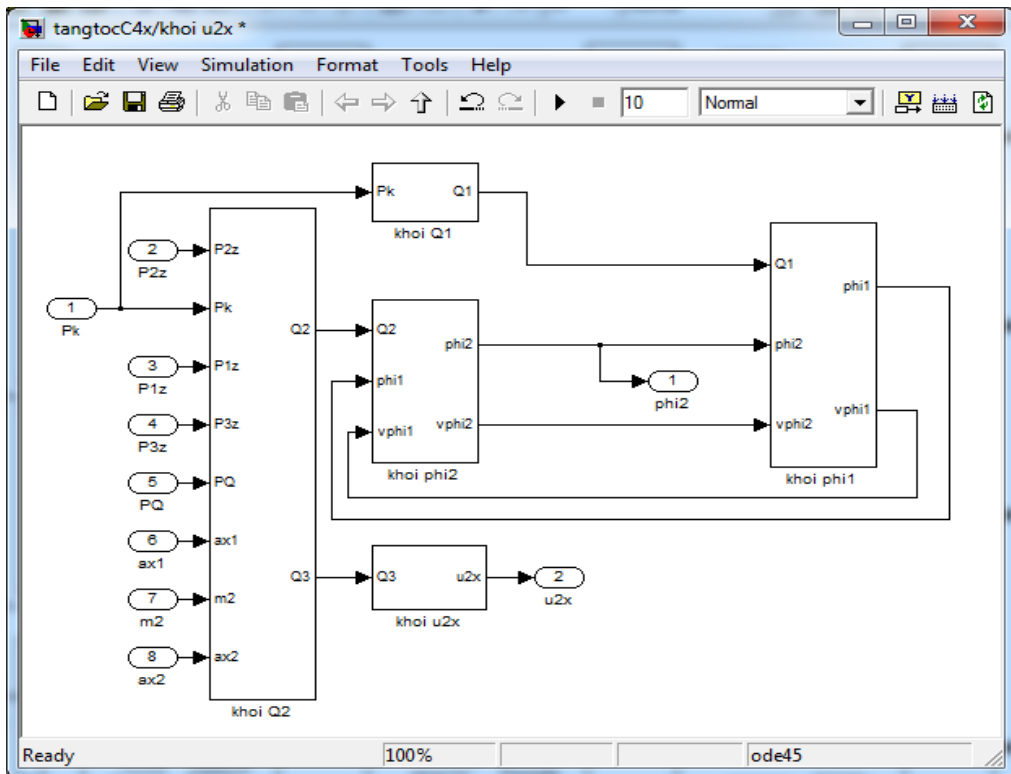 tangtocC4x/khoi u2x *
File Edit View Simulation Format Tools Help
10 Normal
Pk Q1
khoi Q1
2
P2z
P2z
1
Pk
Pk
3
P1z
P1z
4
P3z
P3z
5
PQ
PQ
6
ax1
ax1
7
m2
m2
8
ax2
ax2
Q2
Q3
khoi Q2
Q2
phi1
vphi1
phi2
vphi2
khoi phi2
1
phi2
Q1
phi2
vphi2
phi1
vphi1
khoi phi1
Q3 u2x
khoi u2x
2
u2x
Ready 100% ode45